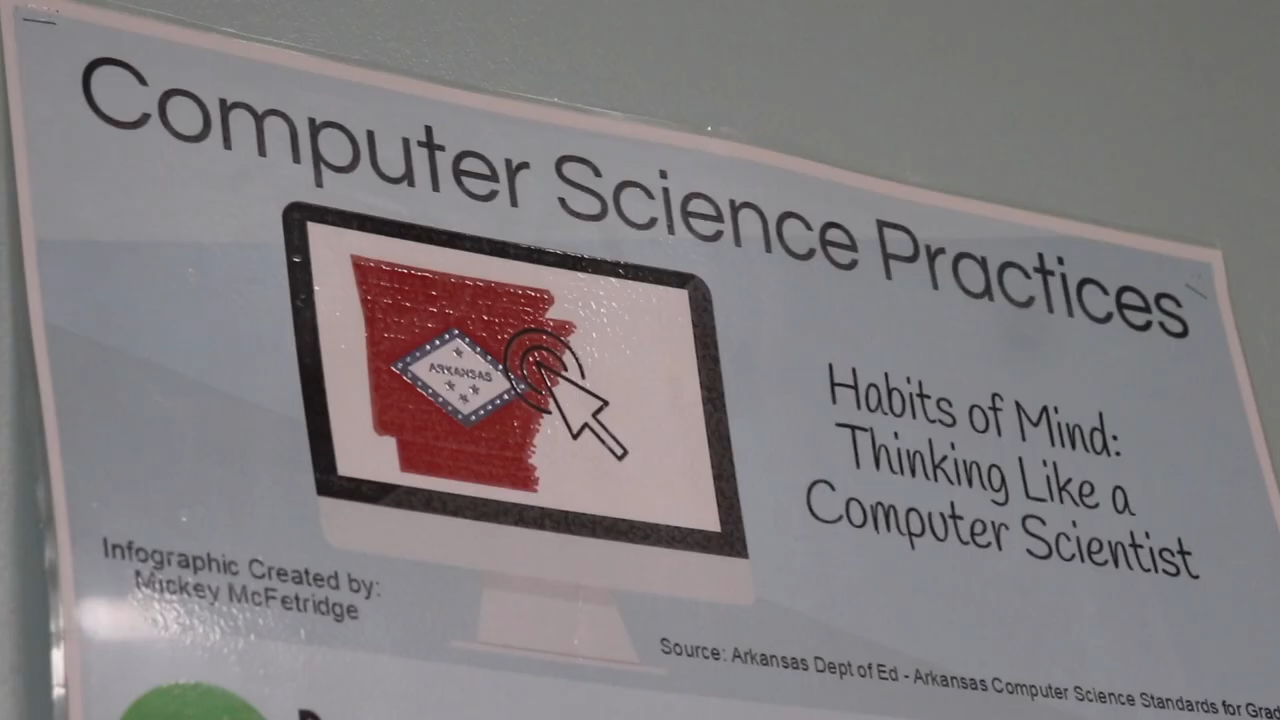 Computer Science Practices
ARKANSAS
Habits of Mind:
Thinking Like a
Computer Scientist
Infographic Created by:
Mickey McFetridge
Source: Arkansas Dept of Ed - Arkansas Computer Science Standards for Grad